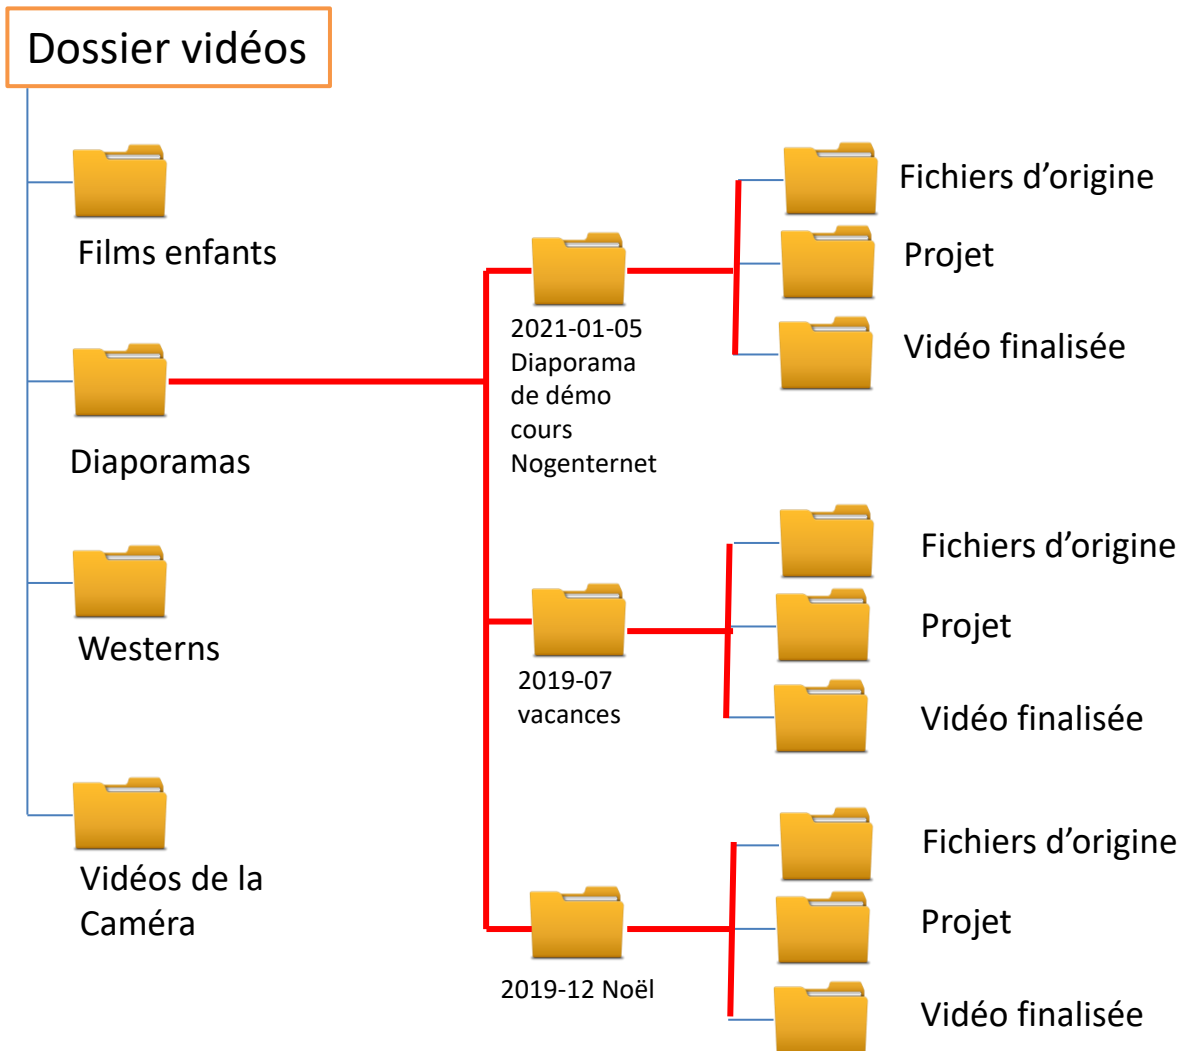 Dossier vidéos
Films enfants
Diaporamas
Westerns
Vidéos de la
Caméra
2021-01-05
Diaporama
de démo
cours
Nogenternet
2019-07
vacances
2019-12 Noël
Fichiers d’origine
Projet
Vidéo finalisée
Fichiers d’origine
Projet
Vidéo finalisée
Fichiers d’origine
Projet
Vidéo finalisée